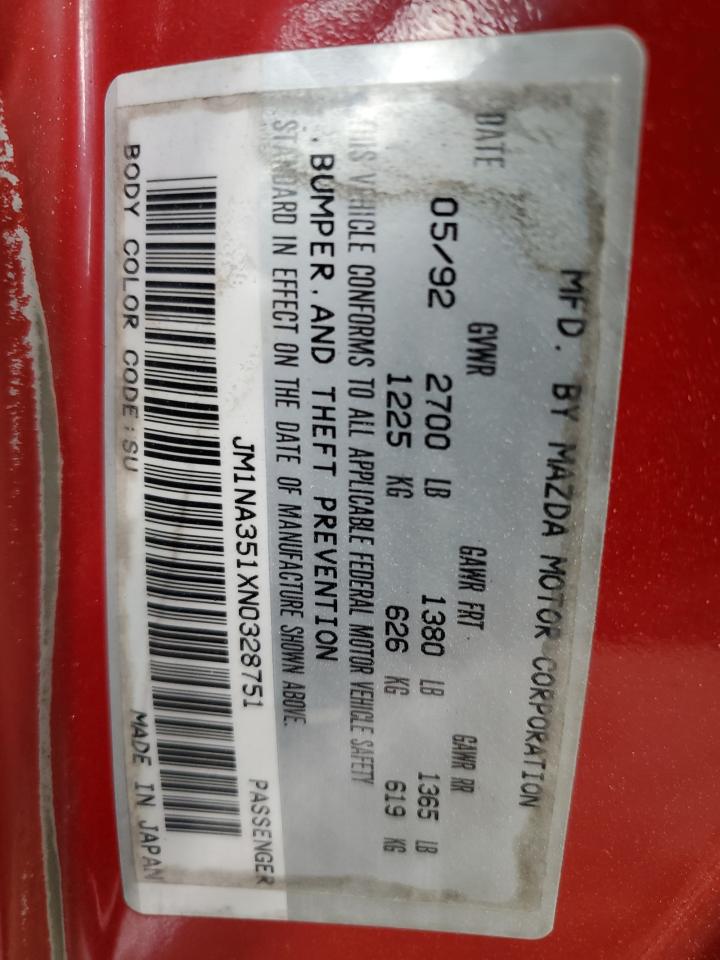 MFD. BY MAZDA MOTOR CORPORATION
DATE GVWR GAWR FRT GAWR RR
05/92 2700 LB 1380 LB 1365 LB
1225 KG 626 KG 619 KG
THIS VEHICLE CONFORMS TO ALL APPLICABLE FEDERAL MOTOR VEHICLE SAFETY
. BUMPER. AND THEFT PREVENTION
STANDARD IN EFFECT ON THE DATE OF MANUFACTURE SHOWN ABOVE.
JM1NA351XN0328751 PASSENGER
BODY COLOR CODE:SU MADE IN JAPAN